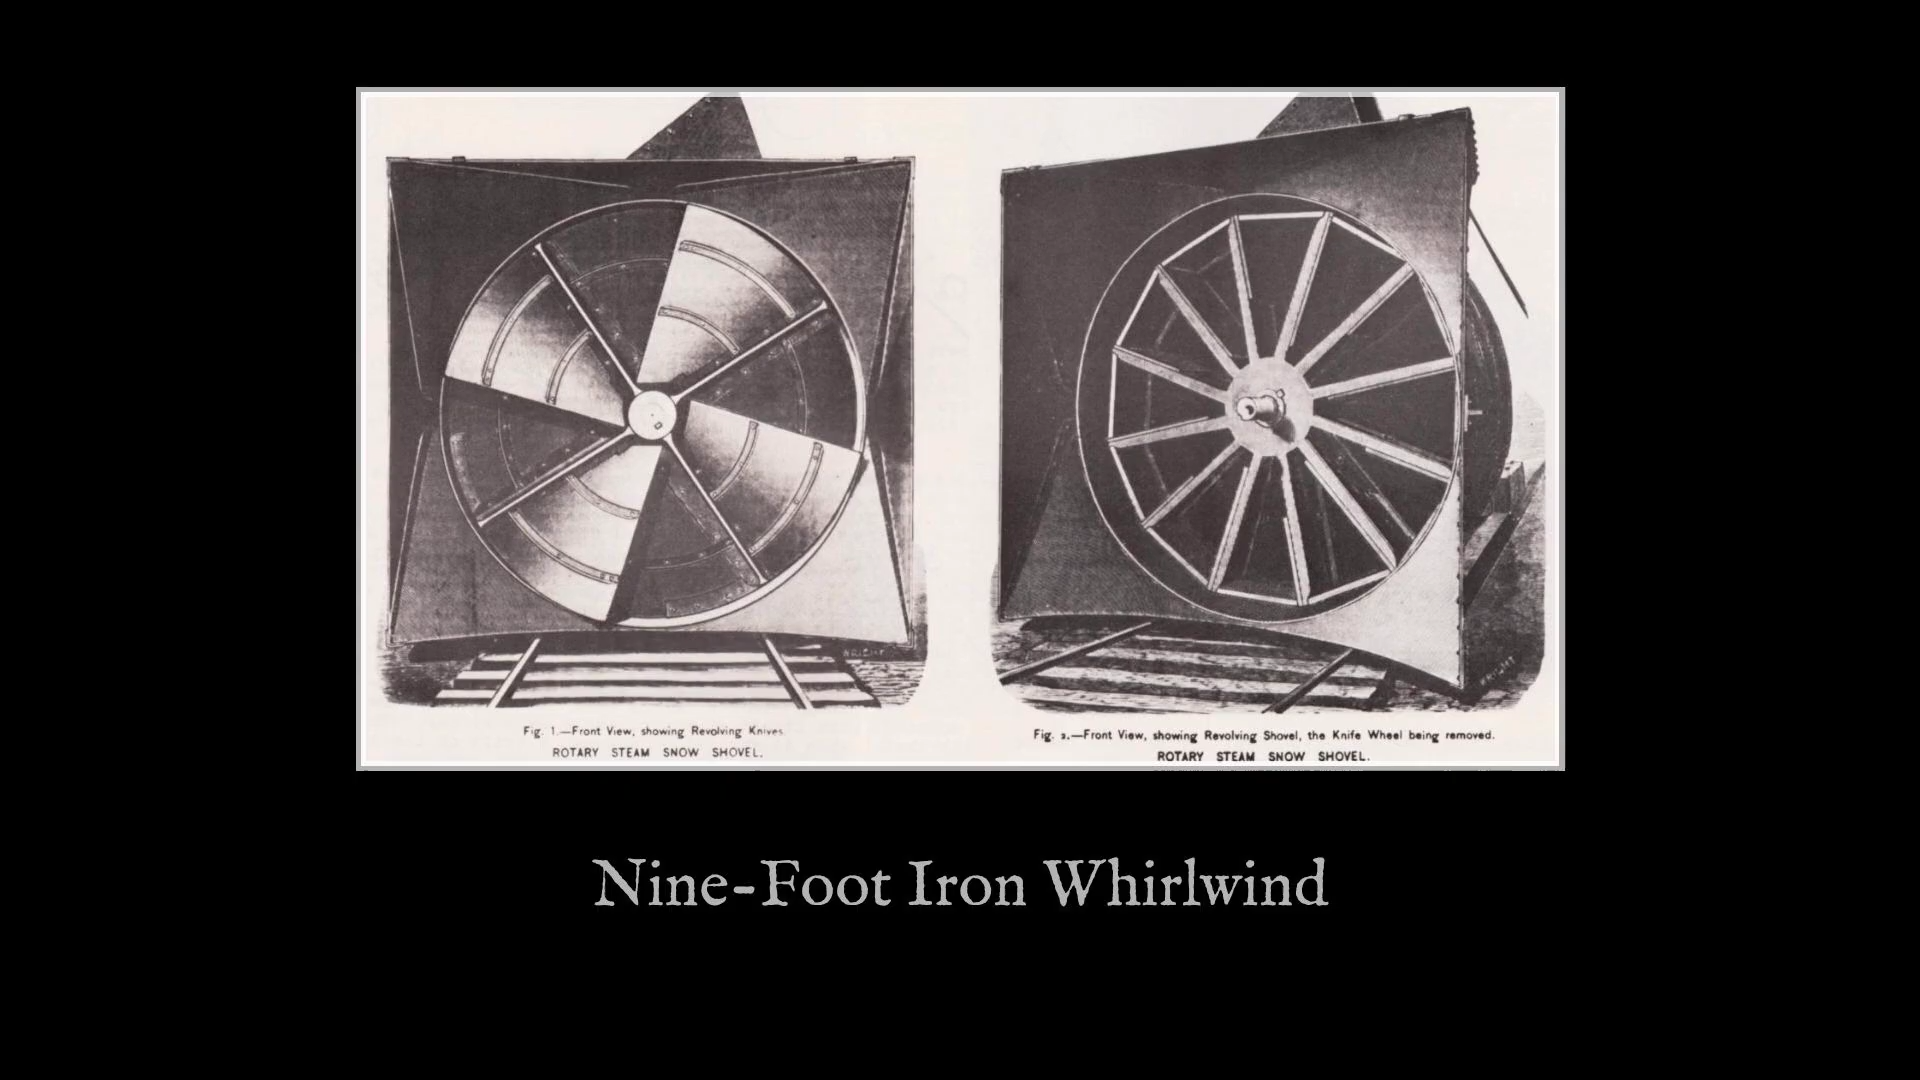 WRIGHT
Fig. 1.—Front View, showing Revolving Knives.
ROTARY STEAM SNOW SHOVEL.
Fig. 2.—Front View, showing Revolving Shovel, the Knife Wheel being removed.
ROTARY STEAM SNOW SHOVEL.
Nine-Foot Iron Whirlwind